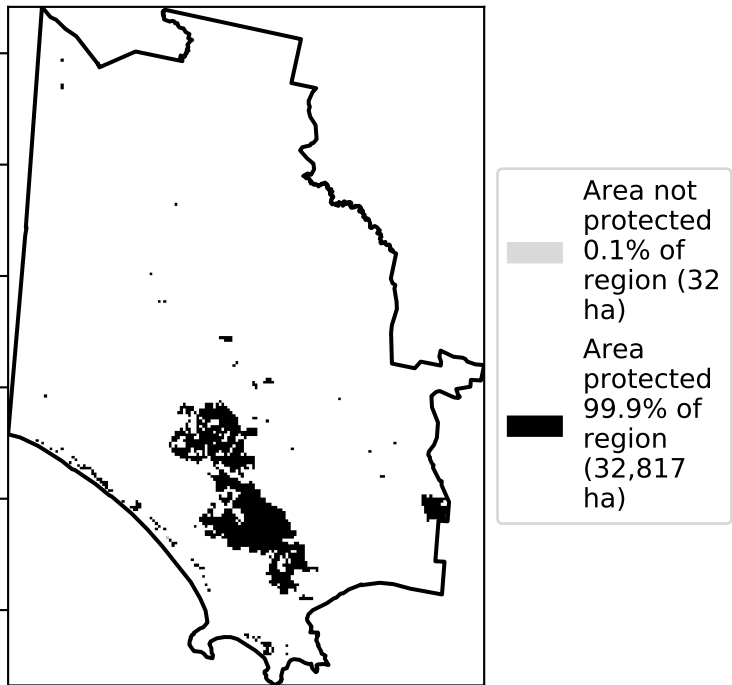 Area not
protected
0.1% of
region (32
ha)
Area
protected
99.9% of
region
(32,817
ha)